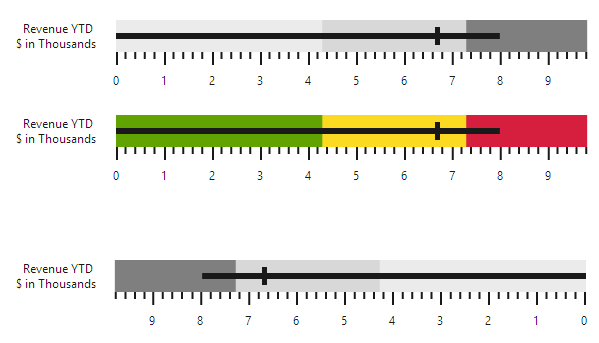 Revenue YTD
$ in Thousands
0 1 2 3 4 5 6 7 8 9
Revenue YTD
$ in Thousands
0 1 2 3 4 5 6 7 8 9
Revenue YTD
$ in Thousands
9 8 7 6 5 4 3 2 1 0